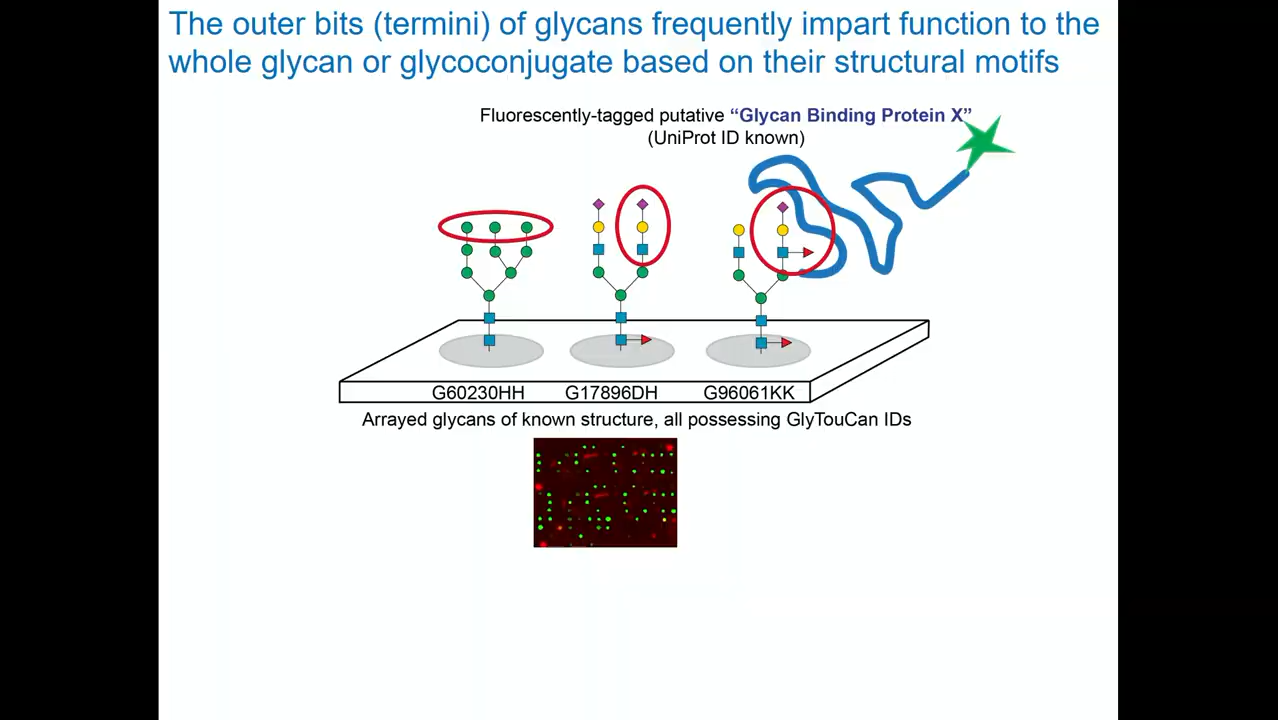 The outer bits (termini) of glycans frequently impart function to the
whole glycan or glycoconjugate based on their structural motifs
Fluorescently-tagged putative “Glycan Binding Protein X”
(UniProt ID known)
G60230HH G17896DH G96061KK
Arrayed glycans of known structure, all possessing GlyTouCan IDs